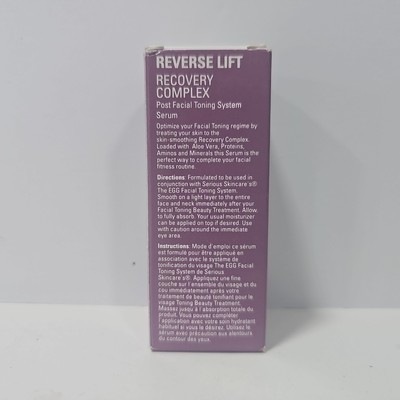 REVERSE LIFT
RECOVERY
COMPLEX
Post Facial Toning System
Serum
Optimize your Facial Toning regime by
treating your skin to the
skin-smoothing Recovery Complex.
Loaded with Aloe Vera, Proteins,
Aminos and Minerals this Serum is the
perfect way to complete your facial
fitness routine.
Directions: Formulated to be used in
conjunction with Serious Skincare's®
The EGG Facial Toning System.
Smooth on a light layer to the entire
face and neck immediately after your
Facial Toning Beauty Treatment. Allow
to fully absorb. Your usual moisturizer
can be applied on top if desired. Use
with caution around the immediate
eye area.
Instructions: Mode d'emploi ce sérum
est formulé pour être appliqué en
association avec le système de
tonification du visage The EGG Facial
Toning System de Serious
Skincare's®. Appliquez une fine
couche sur l'ensemble du visage et du
cou immédiatement après votre
traitement de beauté tonifiant pour le
visage Toning Beauty Treatment.
Massez jusqu'à l'absorption totale du
produit. Vous pouvez compléter
l'application avec votre soin hydratant
habituel si vous le désirez. Utilisez le
sérum avec précaution aux alentours
du contour des yeux.